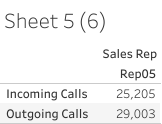 Sheet 5 (6)
Sales Rep
Rep05
Incoming Calls 25,205
Outgoing Calls 29,003